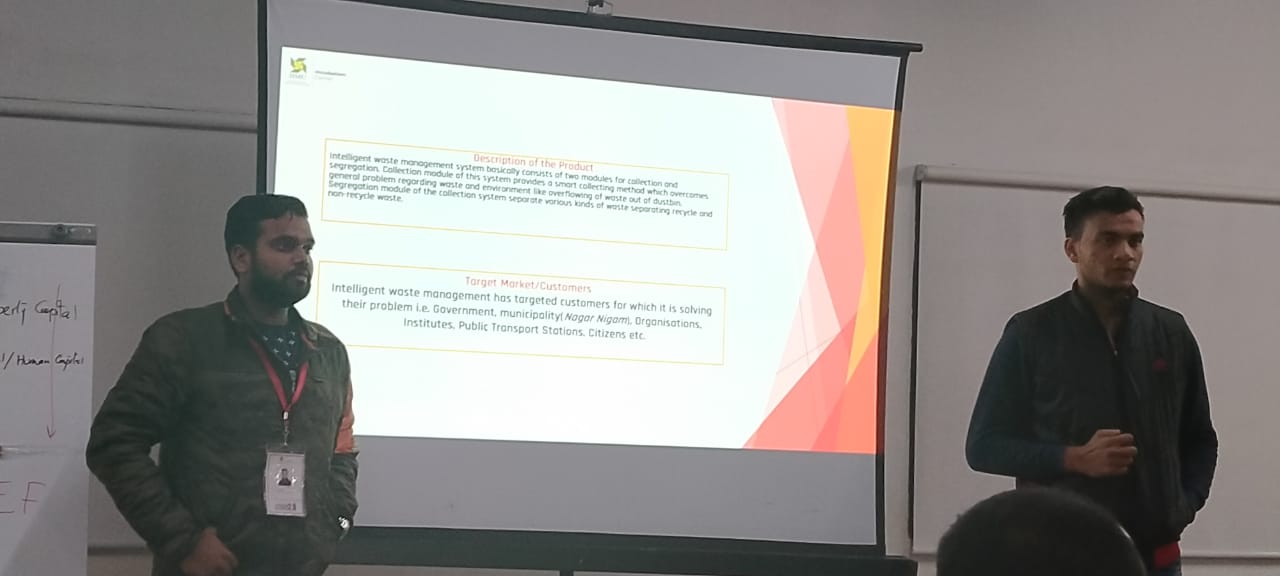 Description of the Product
Intelligent waste management system basically consists of two modules for collection and
segregation. Collection module of this system provides a smart collecting method which overcomes
general problem regarding waste and environment like overflowing of waste out of dustbin.
Segregation module of the collection system separate various kinds of waste separating recycle and
non-recycle waste.
Target Market/Customers
Intelligent waste management has targeted customers for which it is solving
their problem i.e. Government, municipality(Nagar Nigam), Organisations,
Institutes, Public Transport Stations, Citizens etc.
Capital
/Human Capital
EF